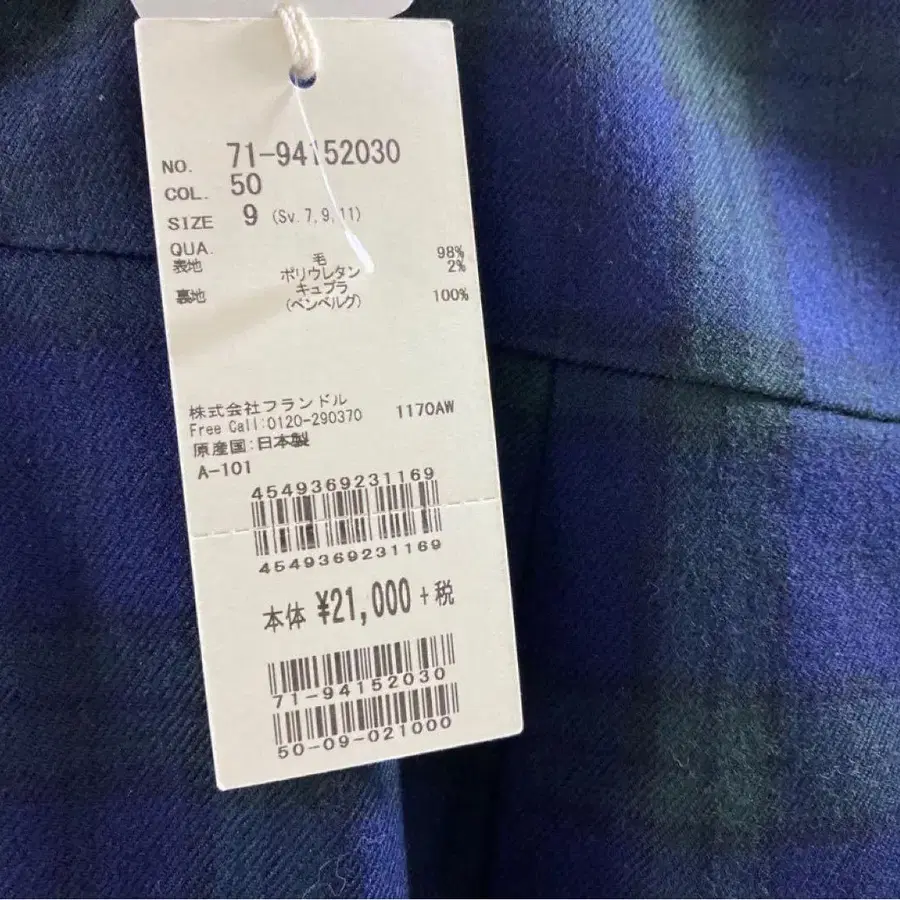 NO. 71-94152030
COL. 50
SIZE 9 (Sv. 7, 9, 11)
QUA.
表地 毛 98%
ポリウレタン 2%
裏地 キュプラ
(ベンベルグ) 100%
株式会社フランドル
Free Call:0120-290370 1170AW
原産国:日本製
A-101
4549369231169
4549369231169
本体 ¥21,000 +税
71-94152030
50-09-021000